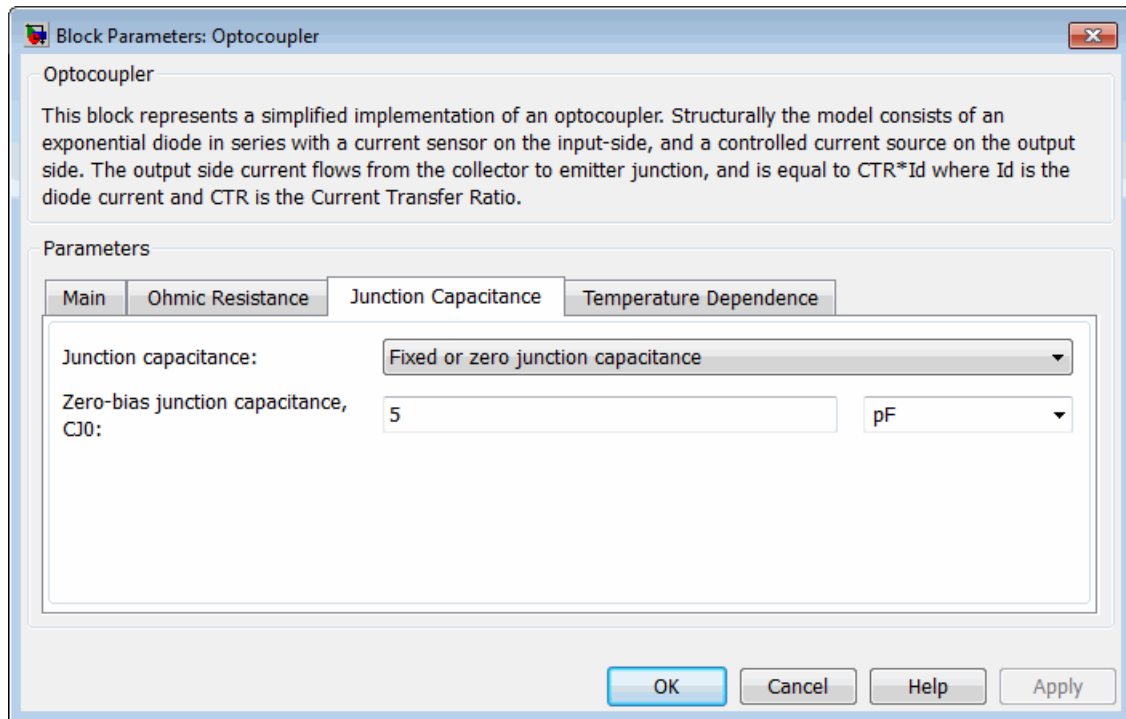 Block Parameters: Optocoupler
Optocoupler
This block represents a simplified implementation of an optocoupler. Structurally the model consists of an
exponential diode in series with a current sensor on the input-side, and a controlled current source on the output
side. The output side current flows from the collector to emitter junction, and is equal to CTR*Id where Id is the
diode current and CTR is the Current Transfer Ratio.
Parameters
Main Ohmic Resistance Junction Capacitance Temperature Dependence
Junction capacitance: Fixed or zero junction capacitance
Zero-bias junction capacitance,
CJ0: 5 pF
OK Cancel Help Apply